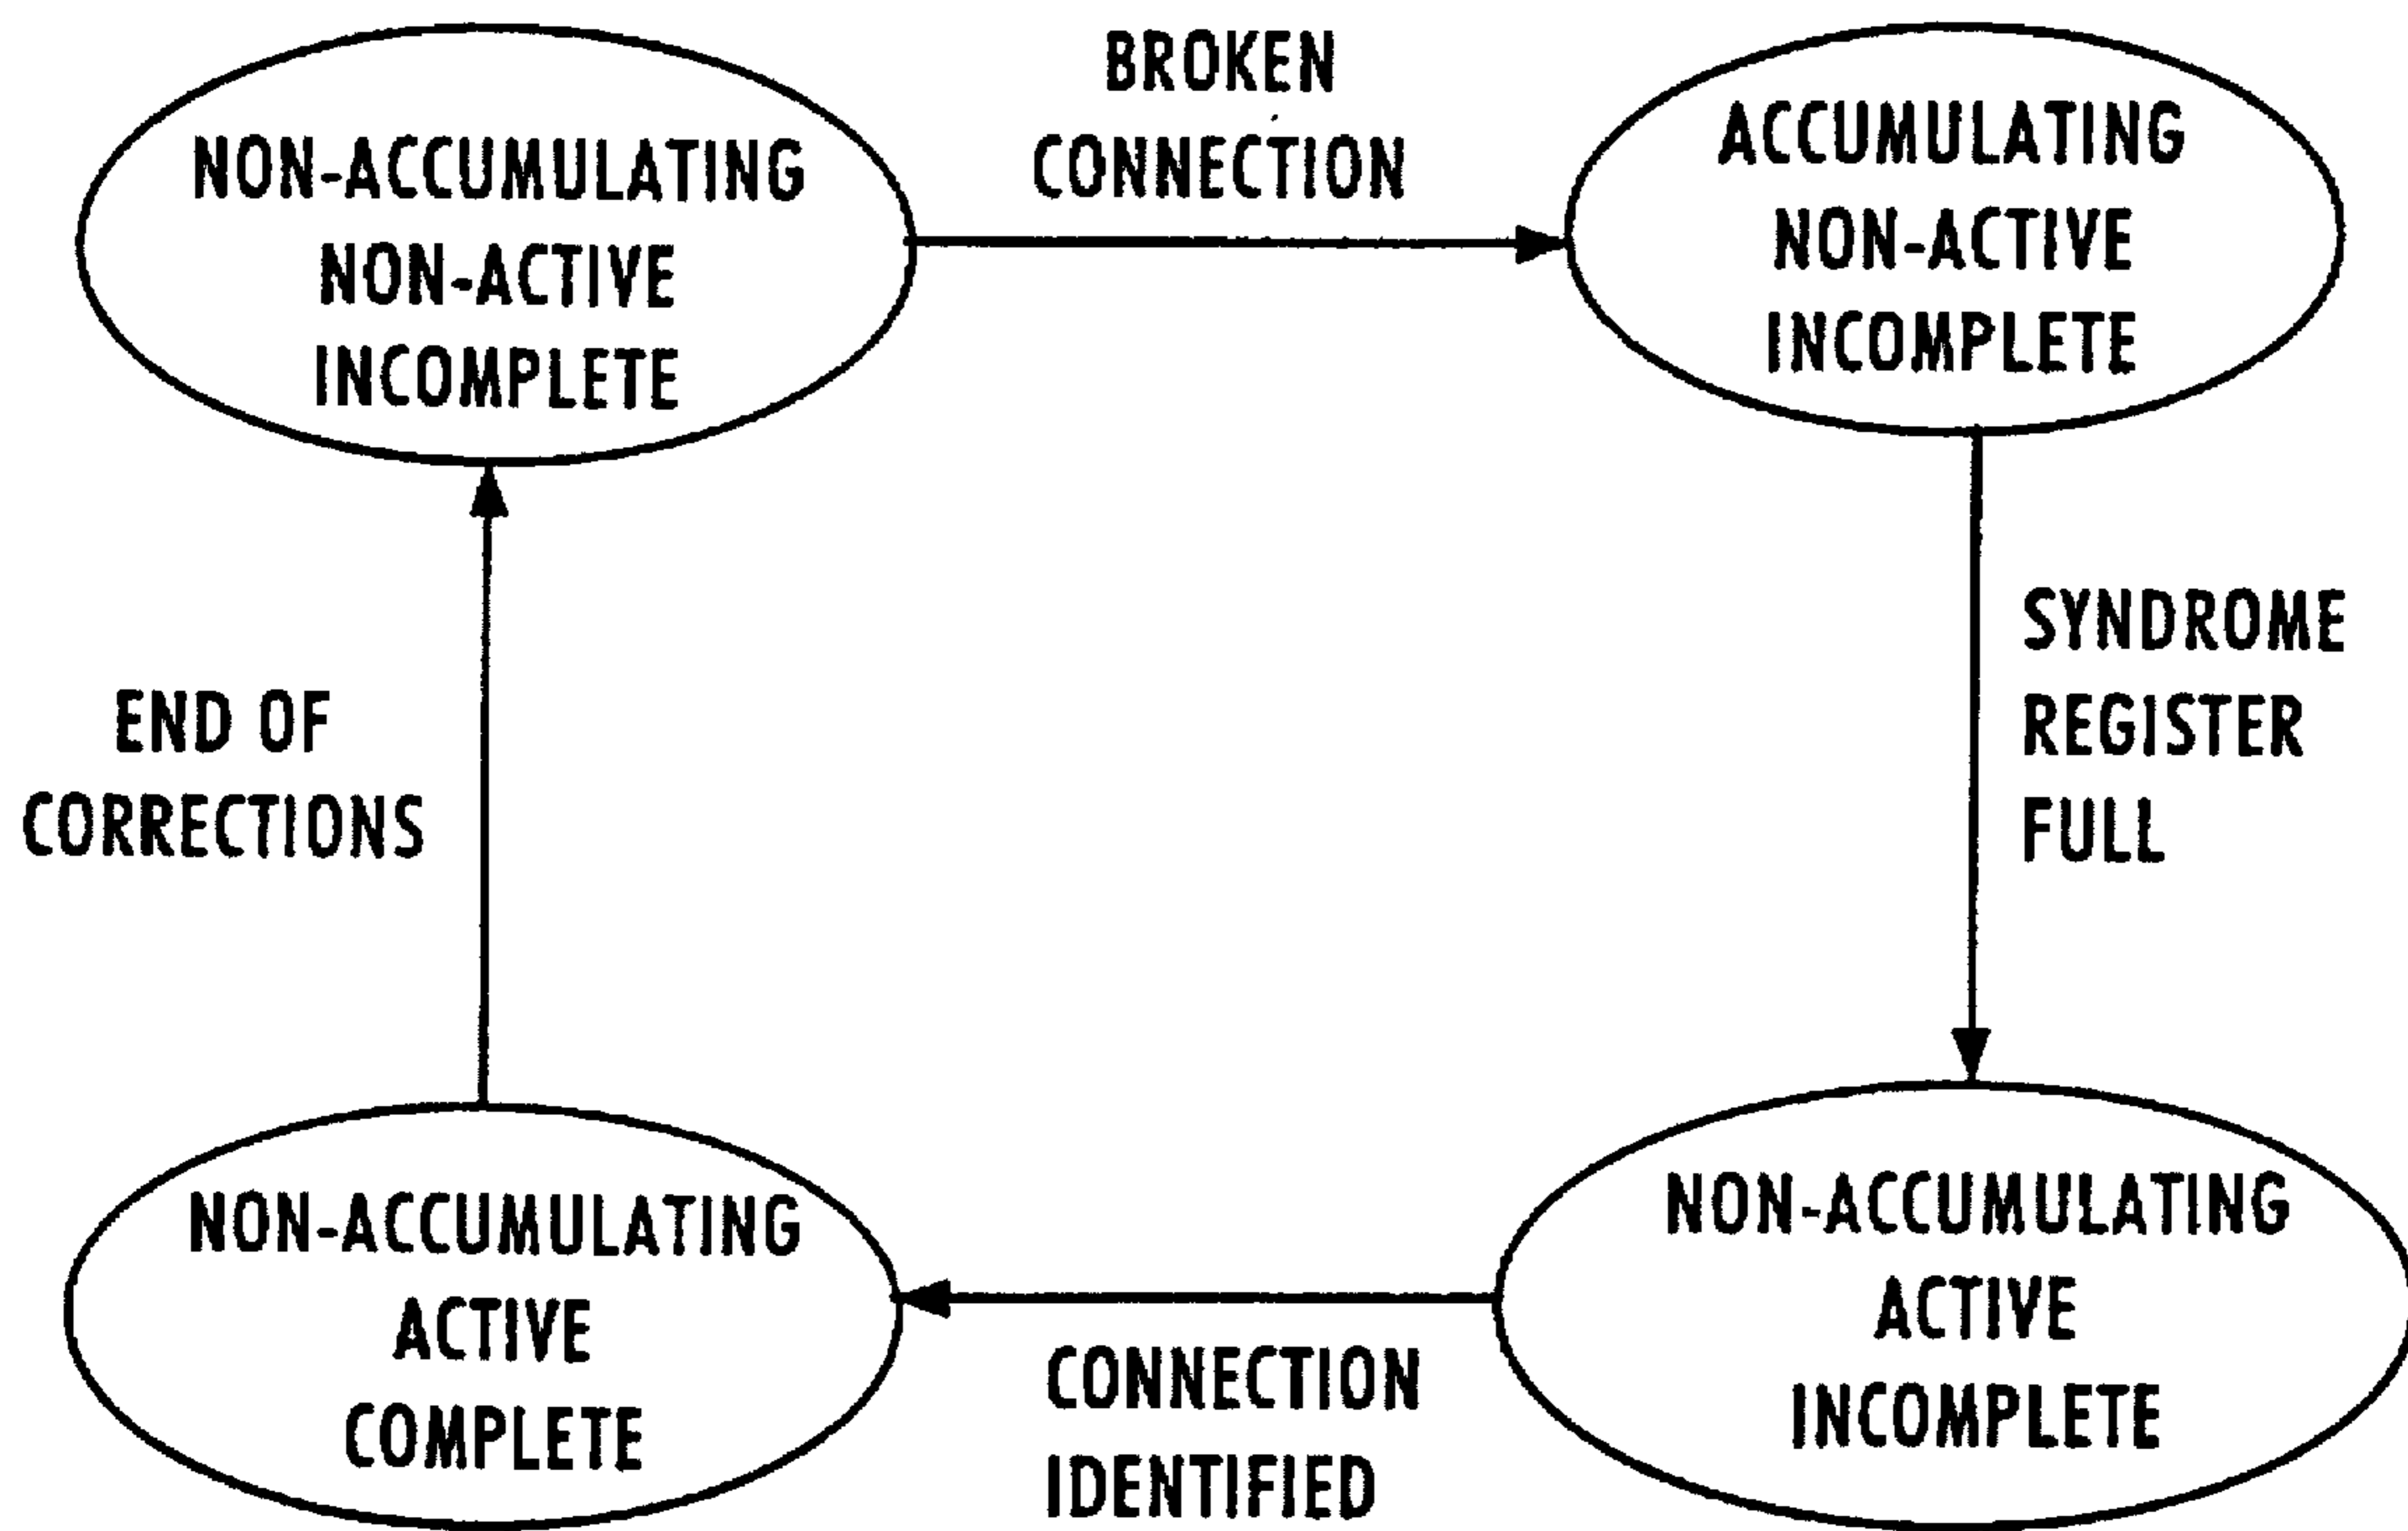 NON-ACCUMULATING
NON-ACTIVE
INCOMPLETE
BROKEN
CONNECTION
ACCUMULATING
NON-ACTIVE
INCOMPLETE
END OF
CORRECTIONS
SYNDROME
REGISTER
FULL
NON-ACCUMULATING
ACTIVE
COMPLETE
CONNECTION
IDENTIFIED
NON-ACCUMULATING
ACTIVE
INCOMPLETE